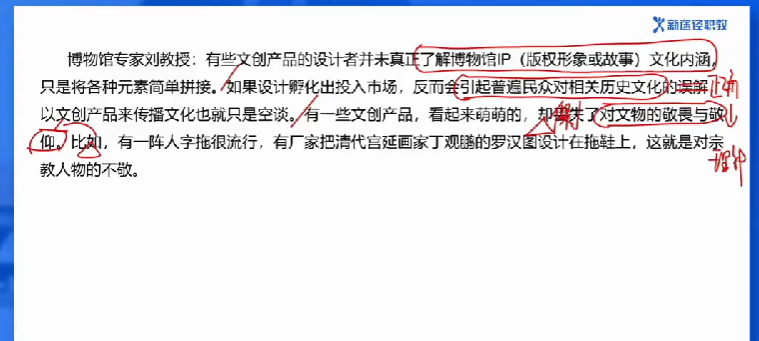 新途径职教
博物馆专家刘教授：有些文创产品的设计者并未真正了解博物馆IP（版权形象或故事）文化内涵，
只是将各种元素简单拼接。如果设计孵化出投入市场，反而会引起普遍民众对相关历史文化的误解 正确
以文创产品来传播文化也就只是空谈。有一些文创产品，看起来萌萌的，却丧失了对文物的敬畏与敬
仰。比如，有一阵人字拖很流行，有厂家把清代宫延画家丁观鹏的罗汉图设计在拖鞋上，这就是对宗
理解
教人物的不敬。